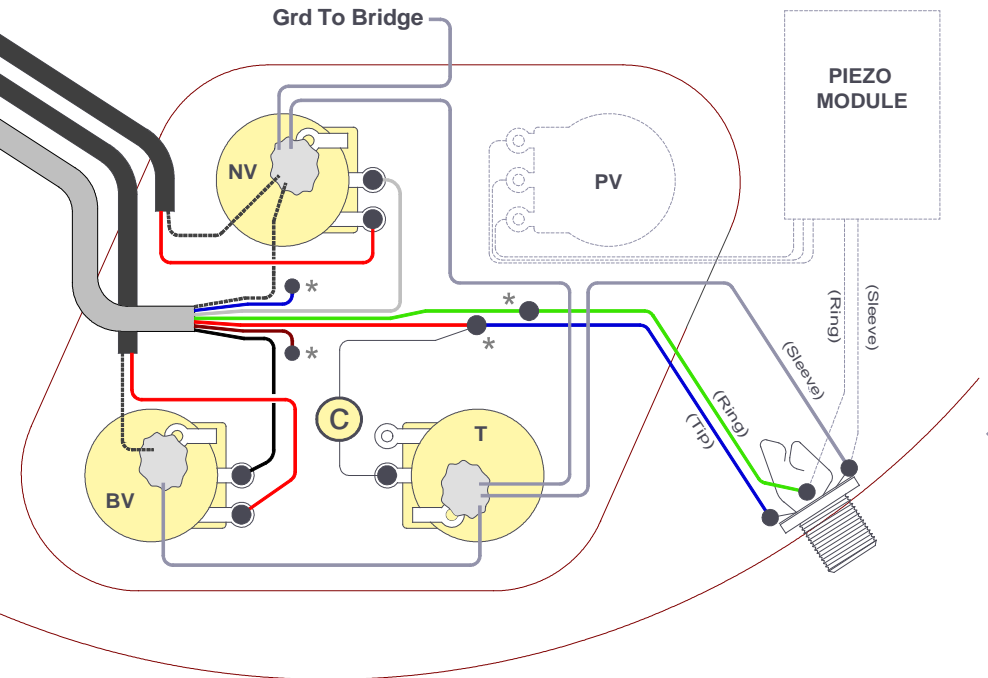 Grd To Bridge
PIEZO
MODULE
NV
PV
*
*
*
*
(Ring)
(Sleeve)
(Sleeve)
(Ring)
(Tip)
C
T
BV